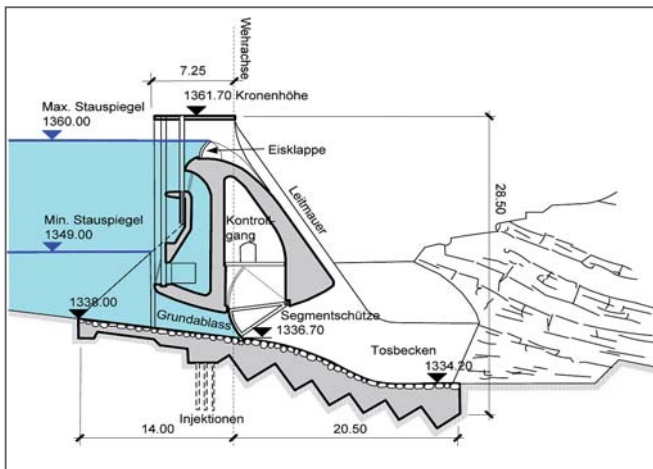 Wehrachse
7.25
1361.70 Kronenhöhe
Max. Stauspiegel
1360.00
Eisklappe
Leitmauer
28.50
Min. Stauspiegel
1349.00
Kontroll-
gang
1338.00
Grundablass
Segmentschütze
1336.70
Tosbecken
1334.20
Injektionen
14.00
20.50